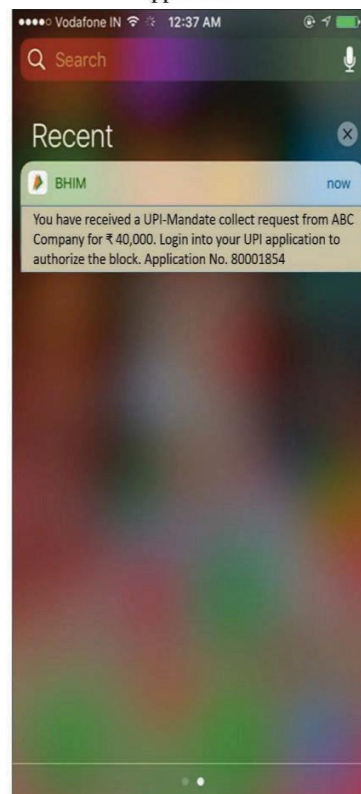 Vodafone IN 12:37 AM
Search
Recent
BHIM now
You have received a UPI-Mandate collect request from ABC
Company for ₹ 40,000. Login into your UPI application to
authorize the block. Application No. 80001854